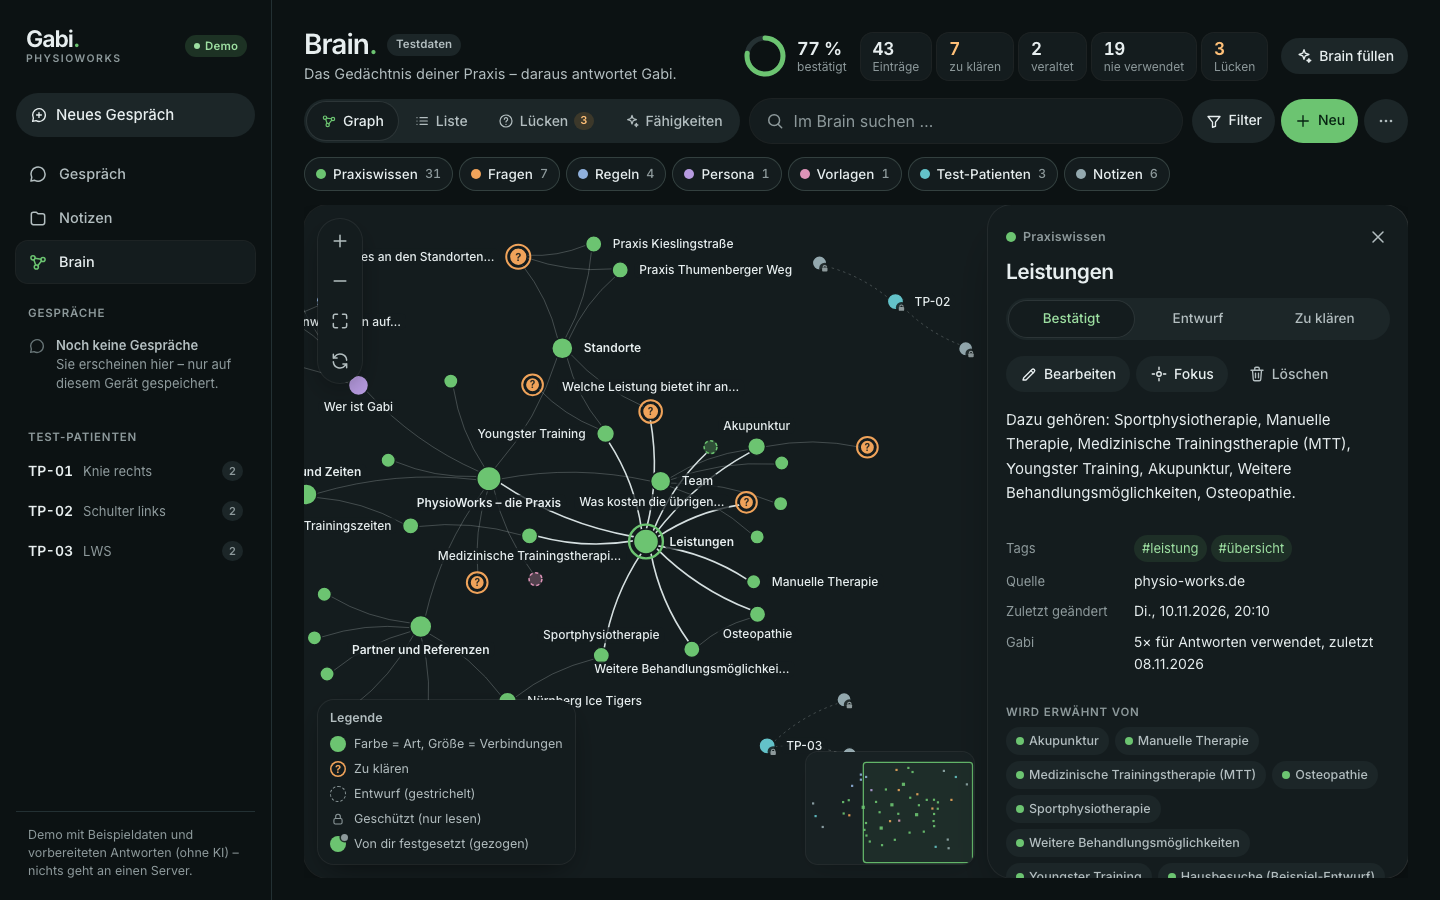 Gabi.
PHYSIOWORKS
Demo
Neues Gespräch
Gespräch
Notizen
Brain
GESPRÄCHE
Noch keine Gespräche
Sie erscheinen hier – nur auf
diesem Gerät gespeichert.
TEST-PATIENTEN
TP-01 Knie rechts 2
TP-02 Schulter links 2
TP-03 LWS 2
Demo mit Beispieldaten und
vorbereiteten Antworten (ohne KI) –
nichts geht an einen Server.
Brain. Testdaten
Das Gedächtnis deiner Praxis – daraus antwortet Gabi.
77 % bestätigt
43 Einträge
7 zu klären
2 veraltet
19 nie verwendet
3 Lücken
Brain füllen
Graph
Liste
Lücken 3
Fähigkeiten
Im Brain suchen ...
Filter
Neu
Praxiswissen 31
Fragen 7
Regeln 4
Persona 1
Vorlagen 1
Test-Patienten 3
Notizen 6
es an den Standorten...
Praxis Kieslingstraße
Praxis Thumenberger Weg
TP-02
auf...
Standorte
Welche Leistung bietet ihr an...
Wer ist Gabi
Akupunktur
Youngster Training
und Zeiten
Team
PhysioWorks – die Praxis
Was kosten die übrigen...
Trainingszeiten
Leistungen
Medizinische Trainingstherapi...
Manuelle Therapie
Sportphysiotherapie
Osteopathie
Partner und Referenzen
Weitere Behandlungsmöglichkei...
Nürnberg Ice Tigers
TP-03
Legende
Farbe = Art, Größe = Verbindungen
Zu klären
Entwurf (gestrichelt)
Geschützt (nur lesen)
Von dir festgesetzt (gezogen)
Praxiswissen
Leistungen
Bestätigt
Entwurf
Zu klären
Bearbeiten
Fokus
Löschen
Dazu gehören: Sportphysiotherapie, Manuelle
Therapie, Medizinische Trainingstherapie (MTT),
Youngster Training, Akupunktur, Weitere
Behandlungsmöglichkeiten, Osteopathie.
Tags #leistung #übersicht
Quelle physio-works.de
Zuletzt geändert Di., 10.11.2026, 20:10
Gabi 5× für Antworten verwendet, zuletzt
08.11.2026
WIRD ERWÄHNT VON
Akupunktur
Manuelle Therapie
Medizinische Trainingstherapie (MTT)
Osteopathie
Sportphysiotherapie
Weitere Behandlungsmöglichkeiten
Youngster Training
Hausbesuche (Beispiel-Entwurf)